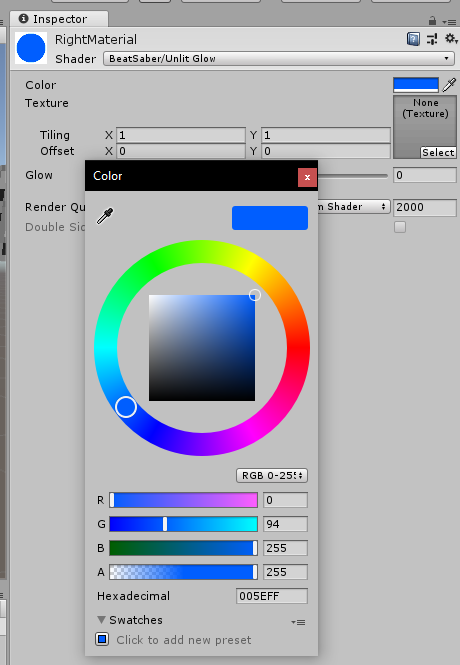 Inspector
RightMaterial
Shader BeatSaber/Unlit Glow
Color
Texture
None
(Texture)
Select
Tiling X 1 Y 1
Offset X 0 Y 0
Glow 0
Color x
Render Qu m Shader 2000
Double Sid
RGB 0-255
R 0
G 94
B 255
A 255
Hexadecimal 005EFF
Swatches
Click to add new preset